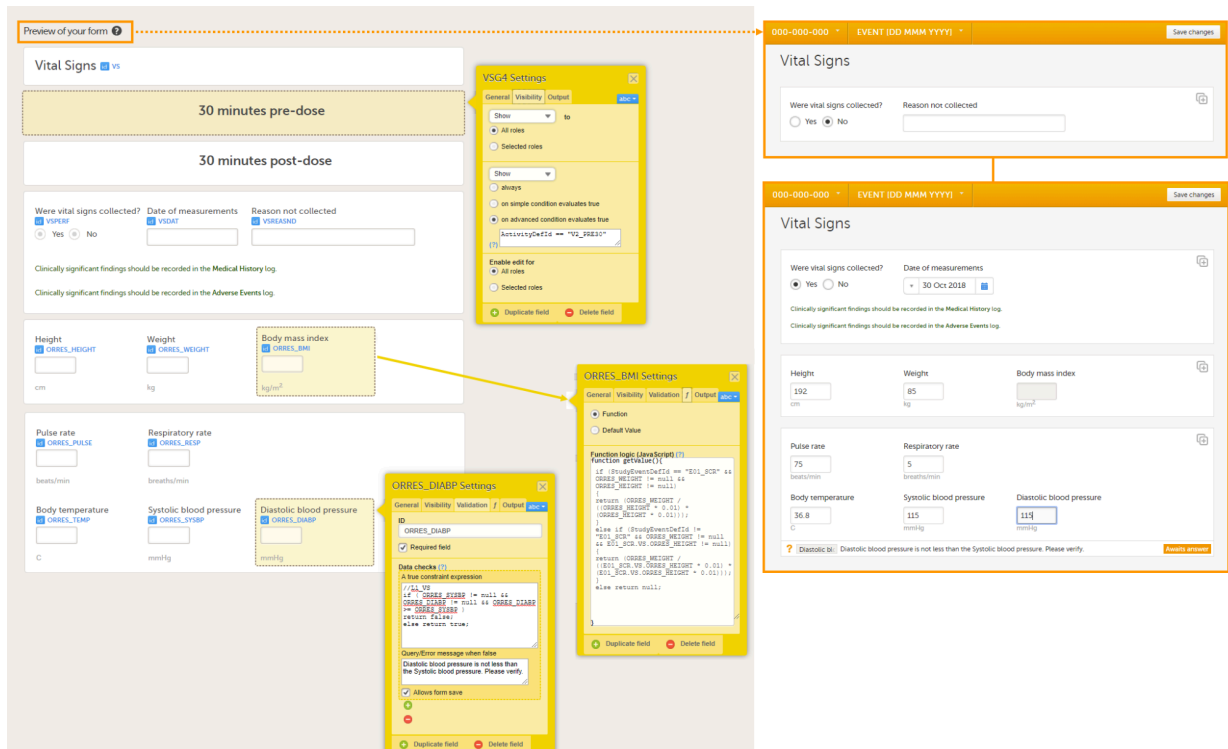 Preview of your form ?
Vital Signs vs VS
30 minutes pre-dose
30 minutes post-dose
Were vital signs collected? Date of measurements Reason not collected
VSPERF VSDAT VSREASND
Yes No
Clinically significant findings should be recorded in the Medical History log.
Clinically significant findings should be recorded in the Adverse Events log.
Height Weight Body mass index
ORRES_HEIGHT ORRES_WEIGHT ORRES_BMI
cm kg kg/m2
Pulse rate Respiratory rate
ORRES_PULSE ORRES_RESP
beats/min breaths/min
Body temperature Systolic blood pressure Diastolic blood pressure
ORRES_TEMP ORRES_SYSBP ORRES_DIABP
C mmHg mmHg
VSG4 Settings
General Visibility Output abc
Show to
All roles
Selected roles
Show
always
on simple condition evaluates true
on advanced condition evaluates true
ActivityDefId == "V2_PRE30"
(?)
Enable edit for
All roles
Selected roles
Duplicate field Delete field
ORRES_DIABP Settings
General Visibility Validation f Output abc
ID
ORRES_DIABP
Required field
Data checks (?)
A true constraint expression
//L1_VS
if ( ORRES_SYSBP != null &&
ORRES_DIABP != null && ORRES_DIABP
>= ORRES_SYSBP )
return false;
else return true;
Query/Error message when false
Diastolic blood pressure is not less than
the Systolic blood pressure. Please verify.
Allows form save
Duplicate field Delete field
ORRES_BMI Settings
General Visibility Validation f Output abc
Function
Default Value
Function logic (JavaScript) (?)
function getValue(){
if (StudyEventDefId == "E01_SCR" &&
ORRES_WEIGHT != null &&
ORRES_HEIGHT != null)
{
return (ORRES_WEIGHT /
((ORRES_HEIGHT * 0.01) *
(ORRES_HEIGHT * 0.01)));
}
else if (StudyEventDefId !=
"E01_SCR" && ORRES_WEIGHT != null
&& E01_SCR.VS.ORRES_HEIGHT != null)
{
return (ORRES_WEIGHT /
((E01_SCR.VS.ORRES_HEIGHT * 0.01) *
(E01_SCR.VS.ORRES_HEIGHT * 0.01)));
}
else return null;
}
Duplicate field Delete field
000-000-000 EVENT (DD MMM YYYY) Save changes
Vital Signs
Were vital signs collected? Reason not collected
Yes No
000-000-000 EVENT (DD MMM YYYY) Save changes
Vital Signs
Were vital signs collected? Date of measurements
Yes No 30 Oct 2018
Clinically significant findings should be recorded in the Medical History log.
Clinically significant findings should be recorded in the Adverse Events log.
Height Weight Body mass index
192 85
cm kg kg/m2
Pulse rate Respiratory rate
75 5
beats/min breaths/min
Body temperature Systolic blood pressure Diastolic blood pressure
36.8 115 115
C mmHg mmHg
? Diastolic bl: Diastolic blood pressure is not less than the Systolic blood pressure. Please verify. Awaits answer